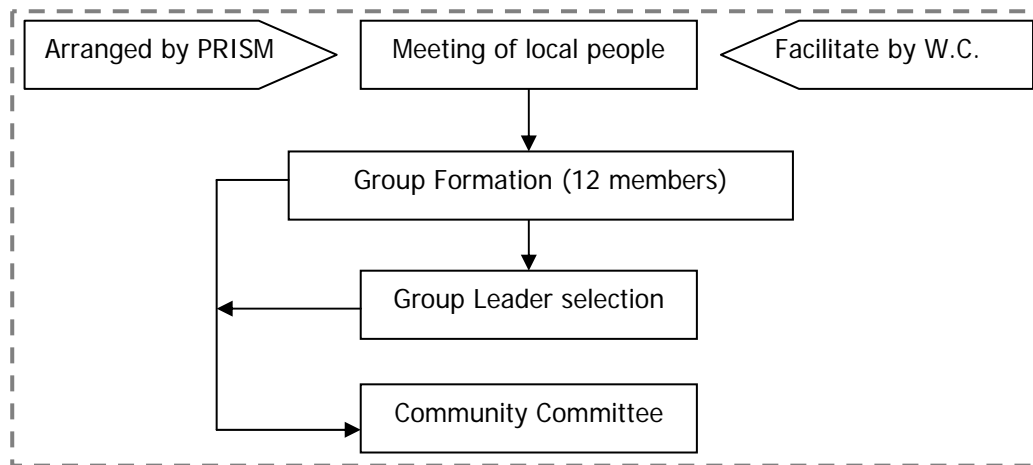 Arranged by PRISM
Meeting of local people
Facilitate by W.C.
Group Formation (12 members)
Group Leader selection
Community Committee